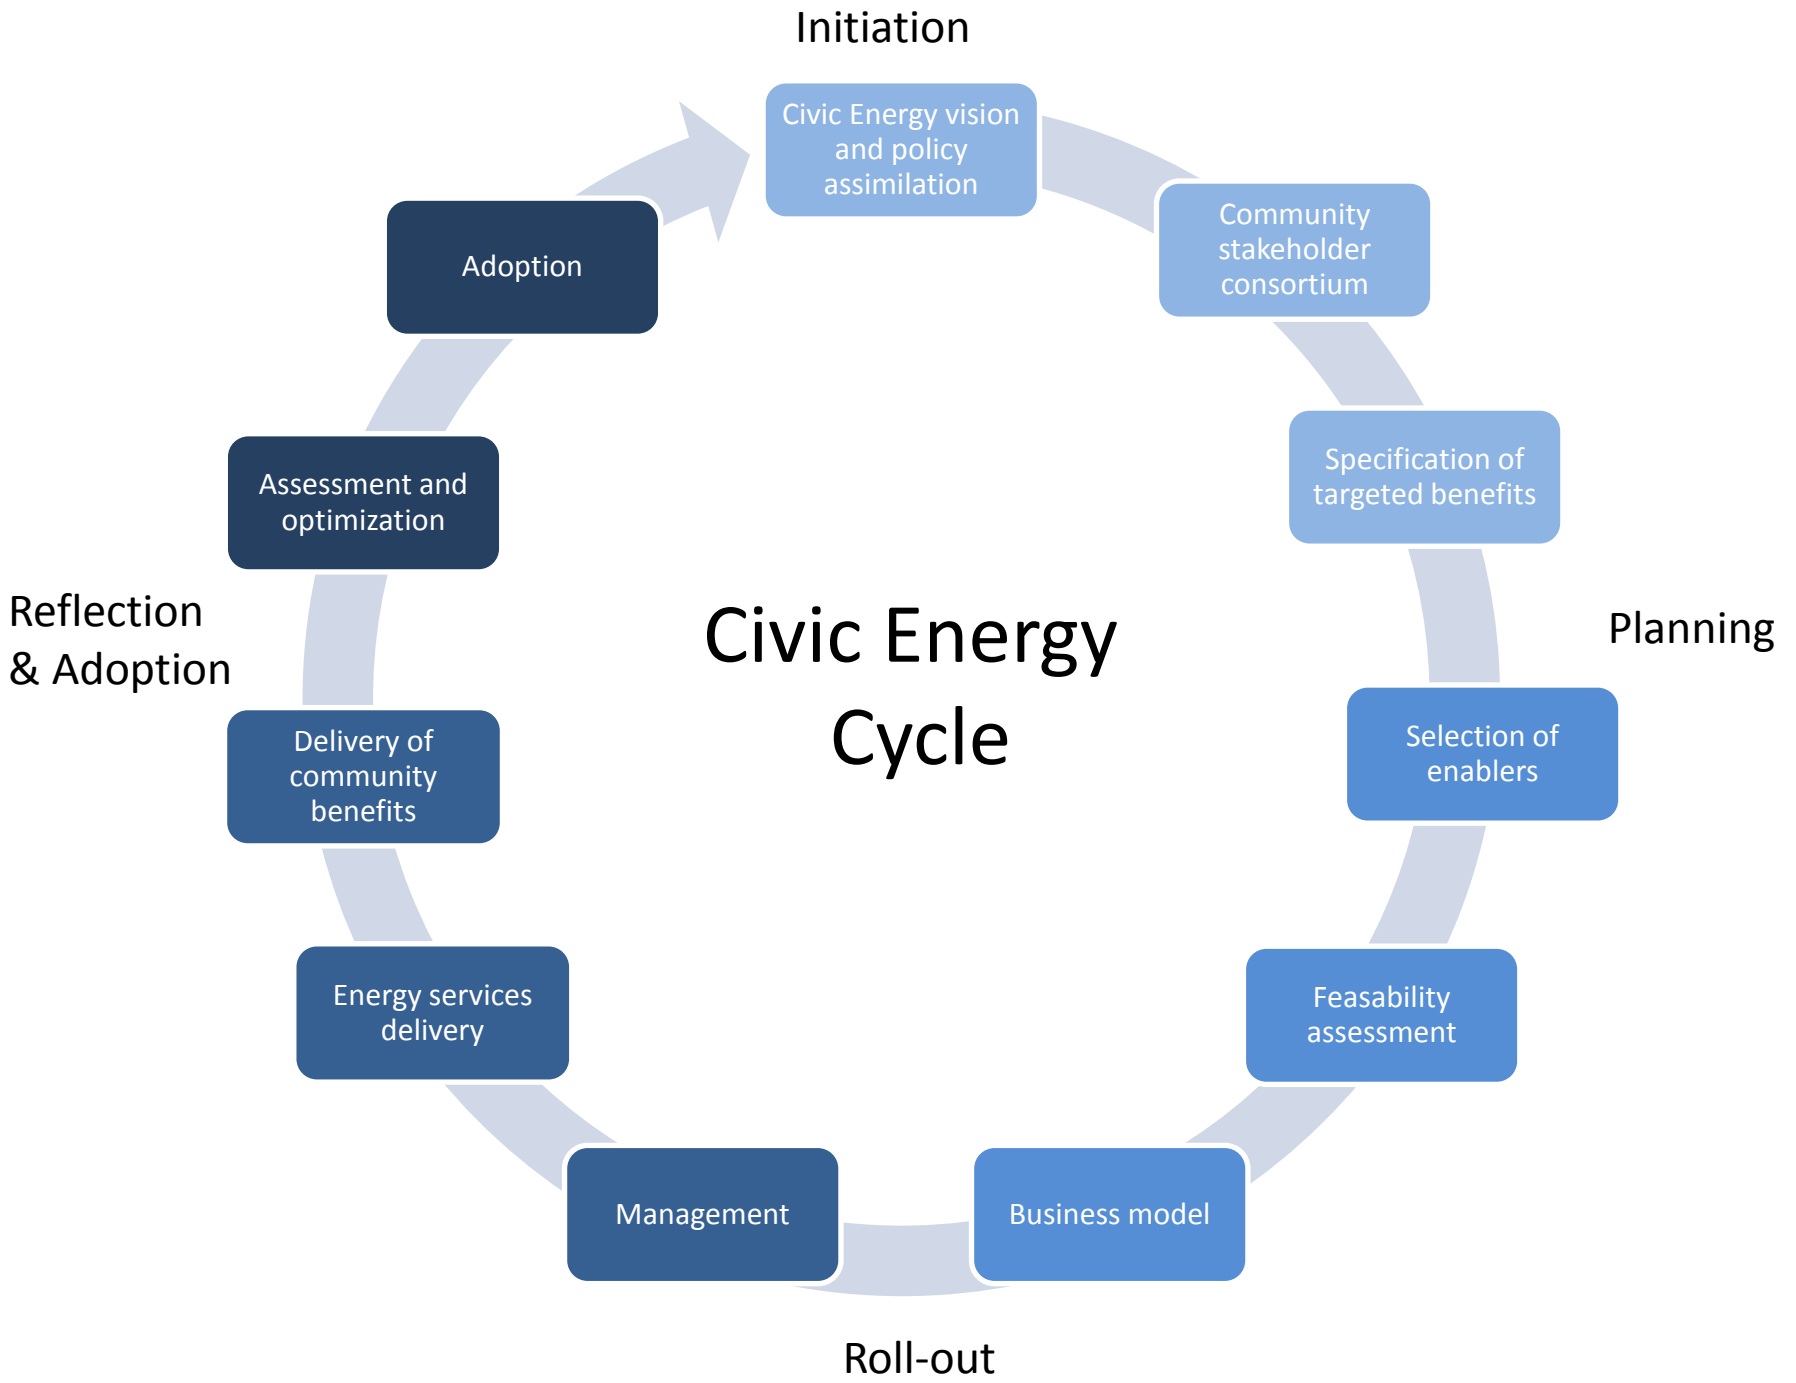 Initiation
Civic Energy vision
and policy
assimilation
Community
stakeholder
consortium
Specification of
targeted benefits
Planning
Selection of
enablers
Feasability
assessment
Business model
Roll-out
Management
Energy services
delivery
Delivery of
community
benefits
Reflection
& Adoption
Assessment and
optimization
Adoption
Civic Energy
Cycle